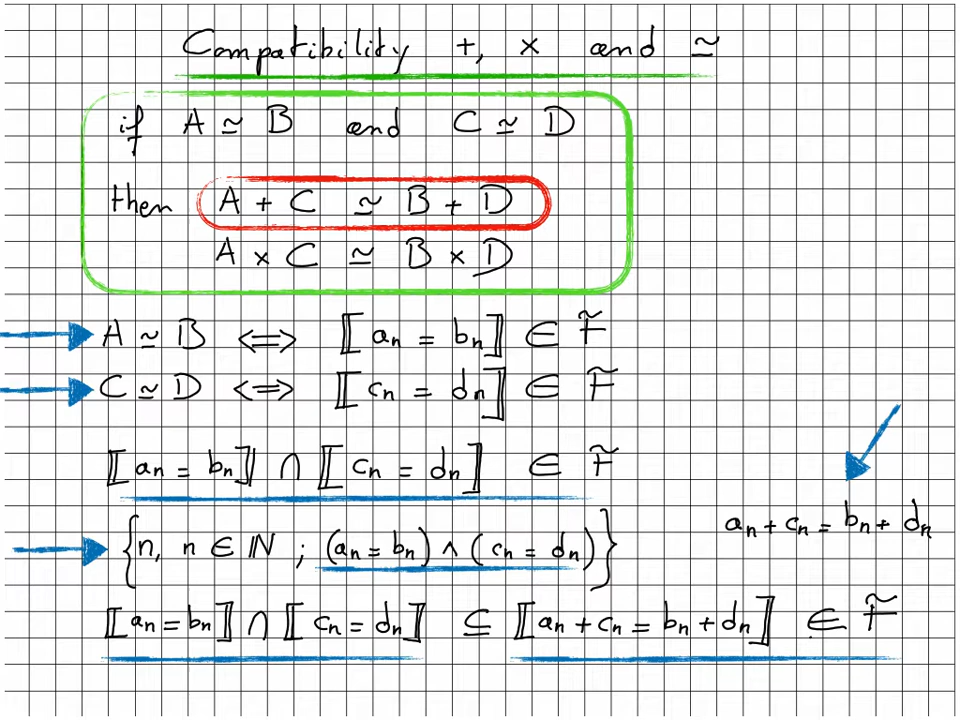 Compatibility +, × and ≃
if A ≃ B and C ≃ D
then A + C ≃ B + D
A × C ≃ B × D
A ≃ B ⟺ ⟦aₙ = bₙ⟧ ∈ F̃
C ≃ D ⟺ ⟦cₙ = dₙ⟧ ∈ F̃
⟦aₙ = bₙ⟧ ∩ ⟦cₙ = dₙ⟧ ∈ F̃
aₙ + cₙ = bₙ + dₙ
{n, n ∈ ℕ ; (aₙ = bₙ) ∧ (cₙ = dₙ)}
⟦aₙ = bₙ⟧ ∩ ⟦cₙ = dₙ⟧ ⊆ ⟦aₙ + cₙ = bₙ + dₙ⟧ ∈ F̃